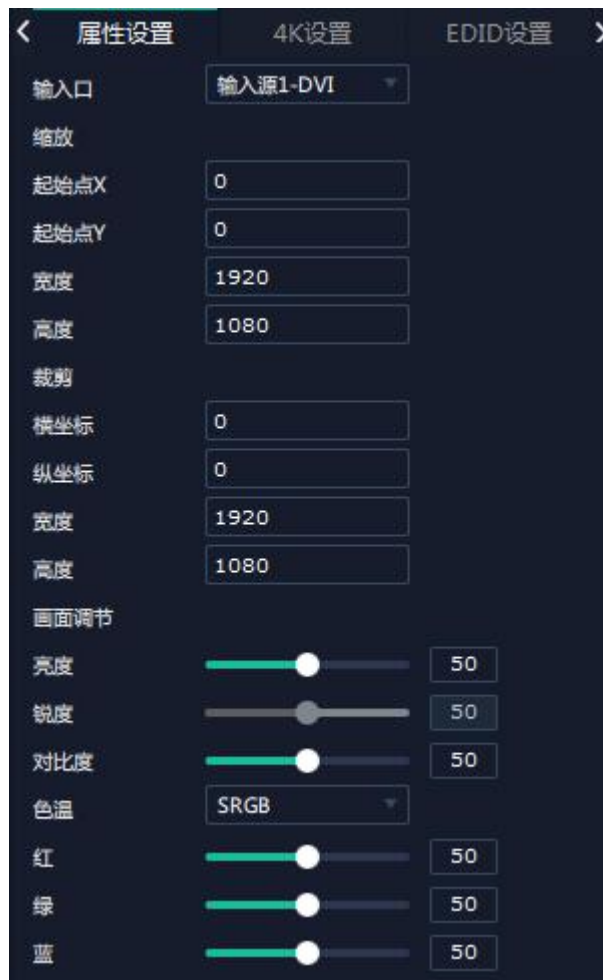 属性设置 4K设置 EDID设置
输入口 输入源1-DVI
缩放
起始点X 0
起始点Y 0
宽度 1920
高度 1080
裁剪
横坐标 0
纵坐标 0
宽度 1920
高度 1080
画面调节
亮度 50
锐度 50
对比度 50
色温 SRGB
红 50
绿 50
蓝 50